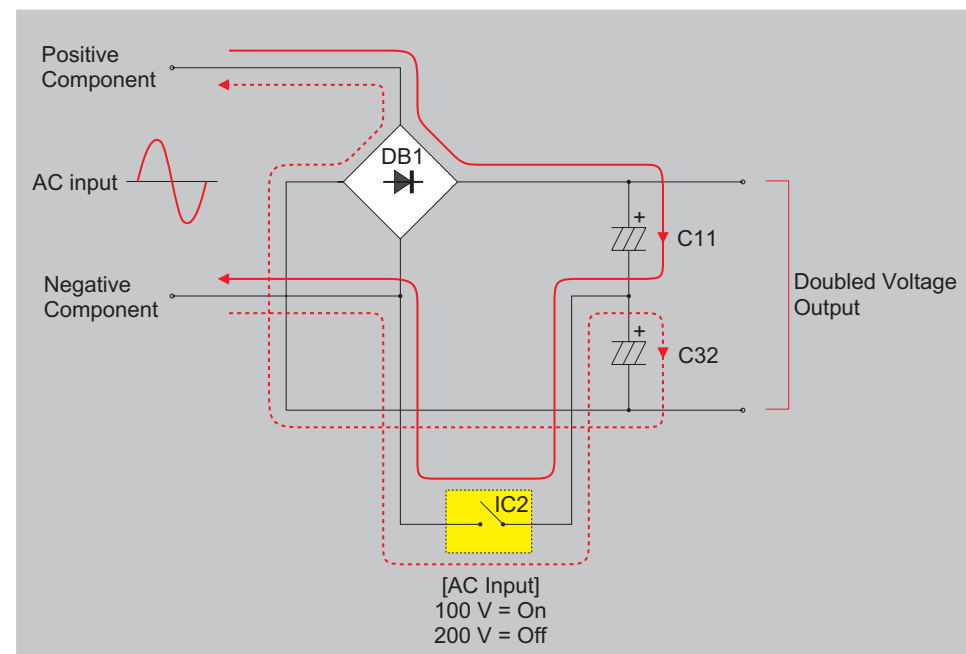 Positive
Component
DB1
AC input
+
C11
Negative
Component
Doubled Voltage
Output
+
C32
IC2
[AC Input]
100 V = On
200 V = Off